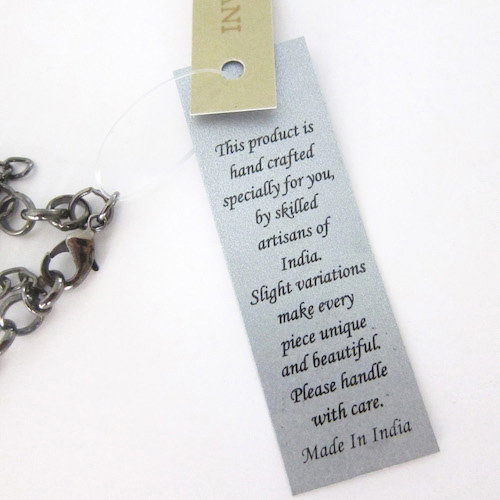 ANI
This product is
hand crafted
specially for you,
by skilled
artisans of
India.
Slight variations
make every
piece unique
and beautiful.
Please handle
with care.
Made In India